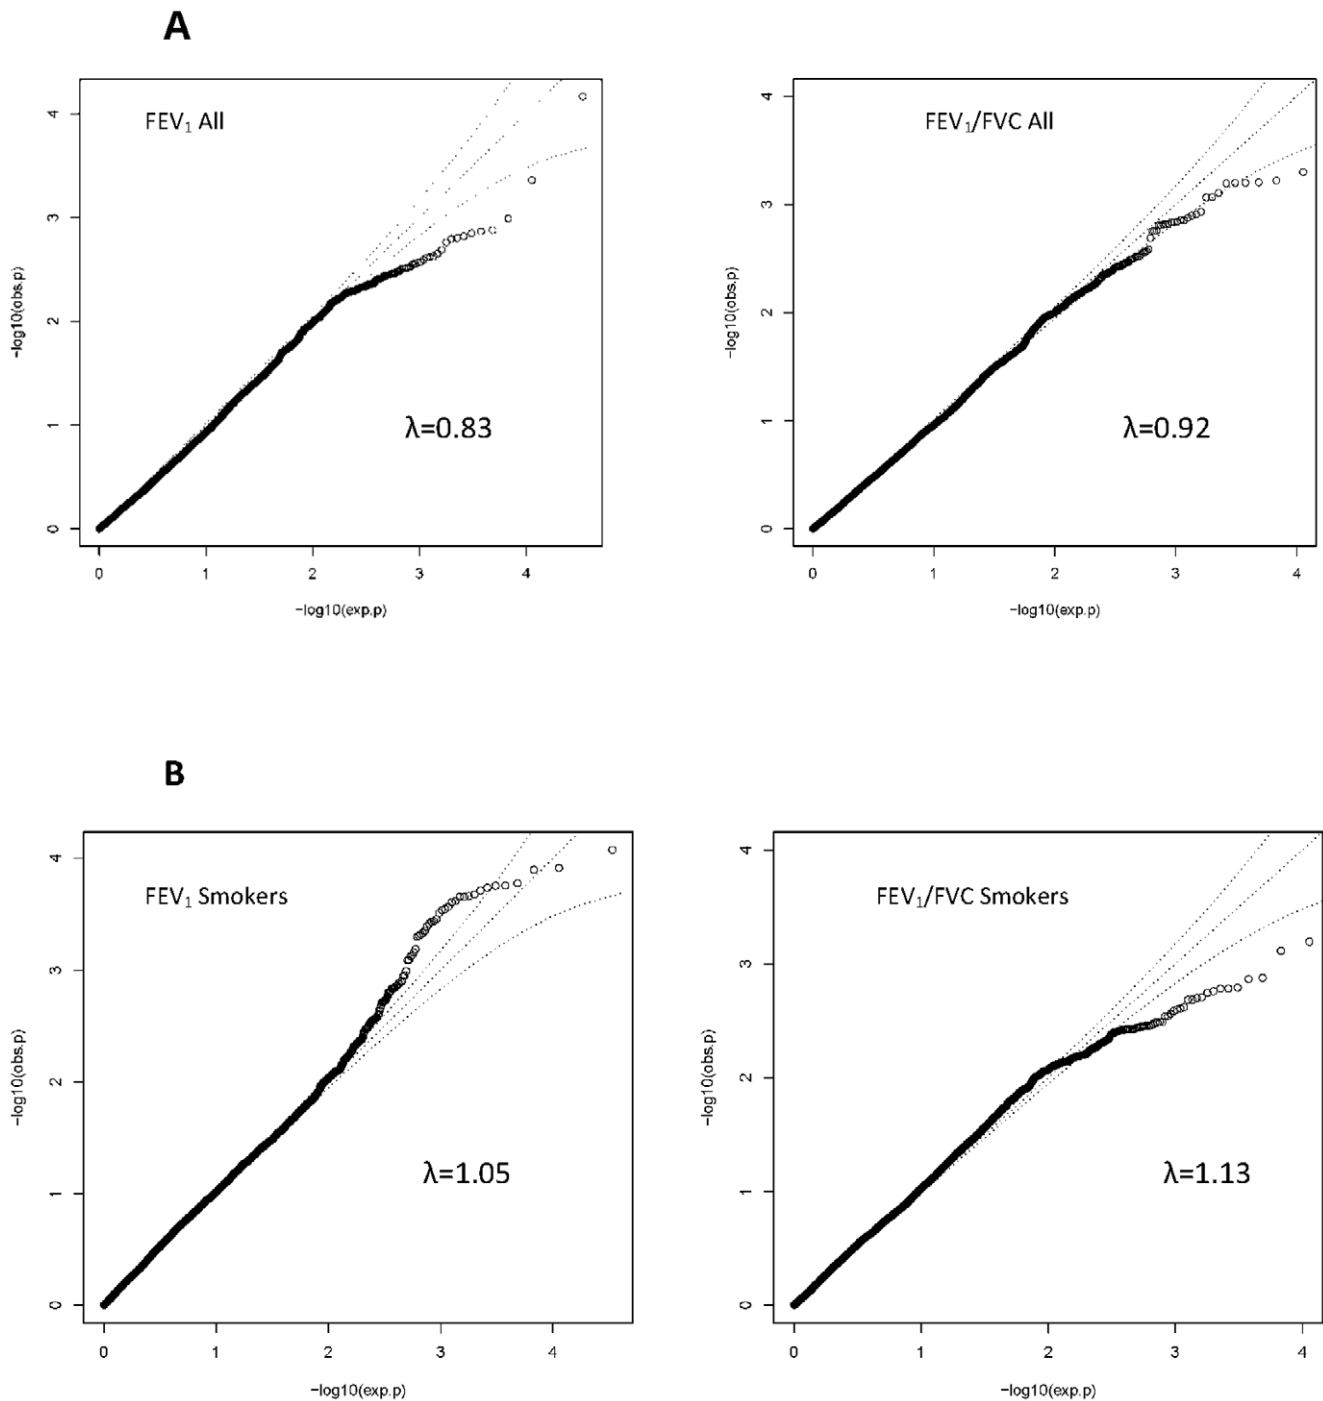 A
FEV₁ All
−log10(obs.p)
4
3
2
1
0
λ=0.83
0 1 2 3 4
−log10(exp.p)
FEV₁/FVC All
−log10(obs.p)
4
3
2
1
0
λ=0.92
0 1 2 3 4
−log10(exp.p)
B
FEV₁ Smokers
−log10(obs.p)
4
3
2
1
0
λ=1.05
0 1 2 3 4
−log10(exp.p)
FEV₁/FVC Smokers
−log10(obs.p)
4
3
2
1
0
λ=1.13
0 1 2 3 4
−log10(exp.p)